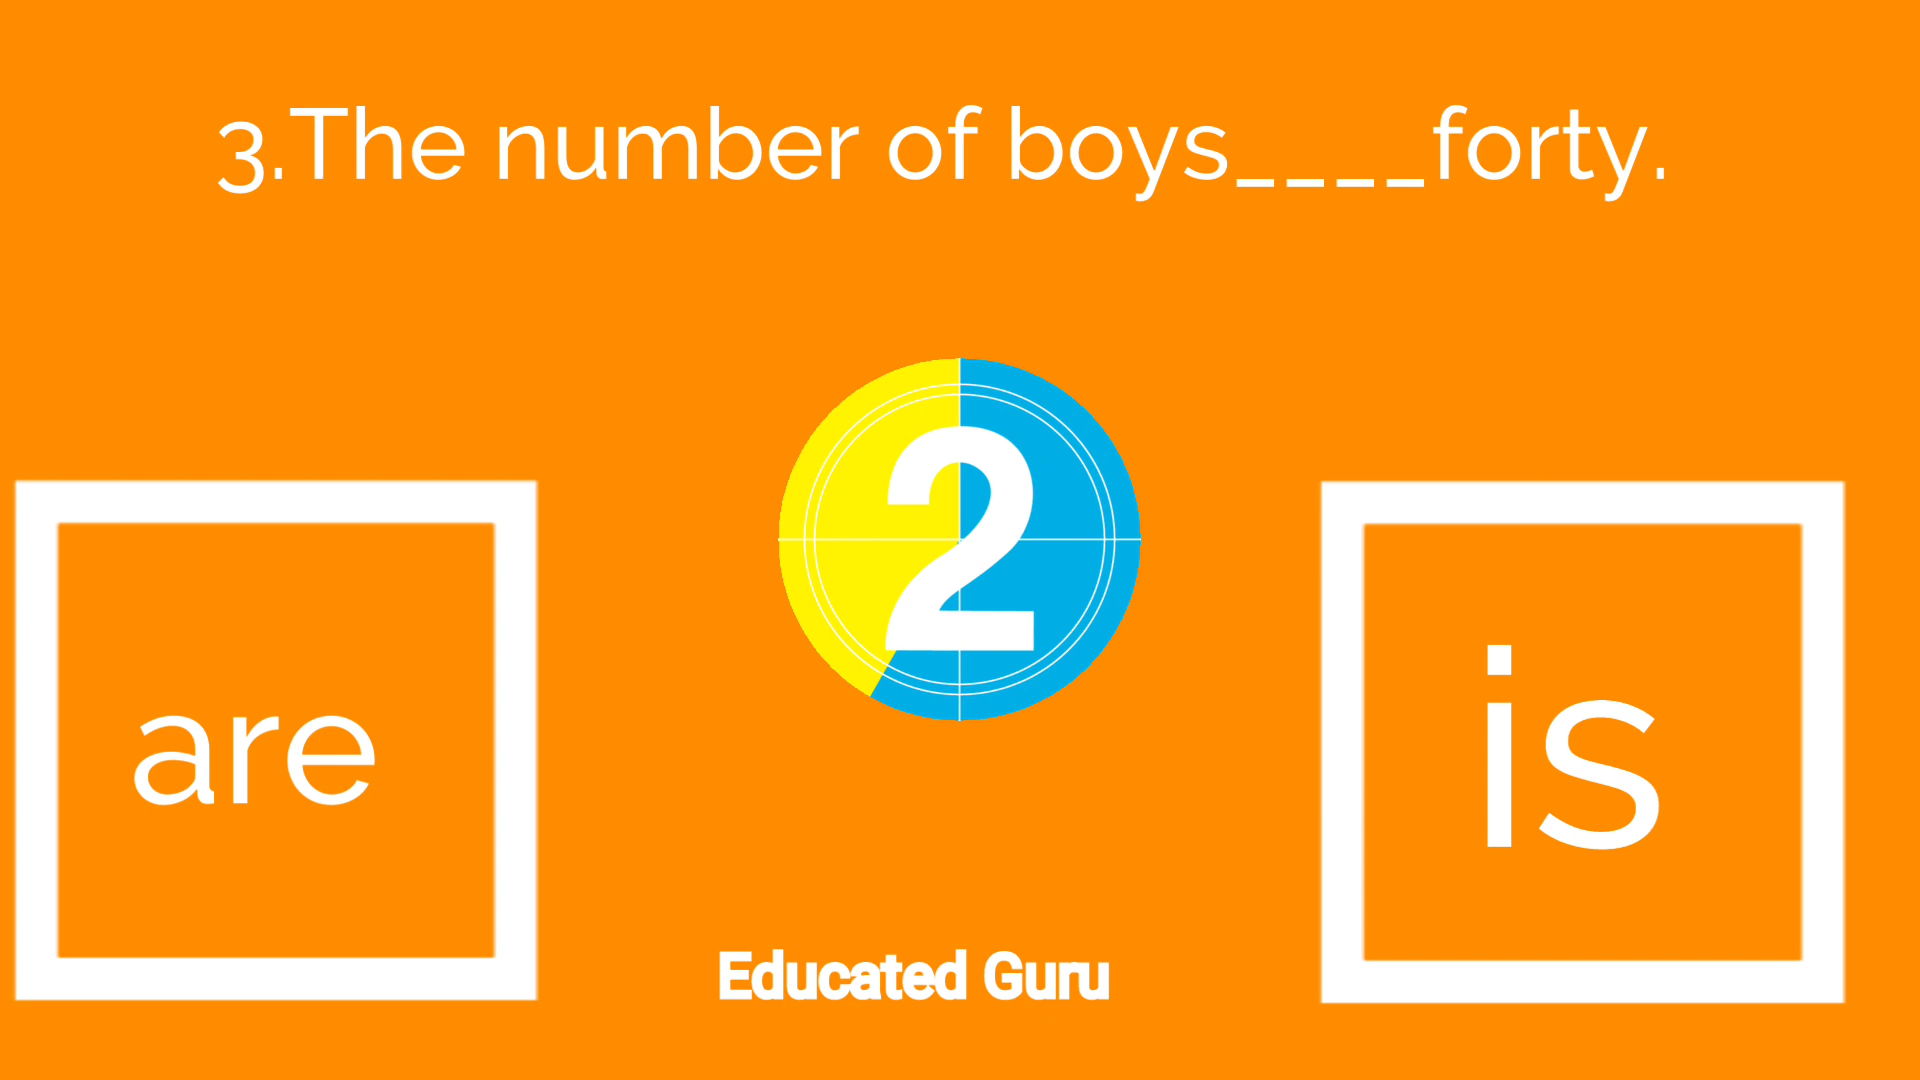 3.The number of boys____forty.
2
are
is
Educated Guru